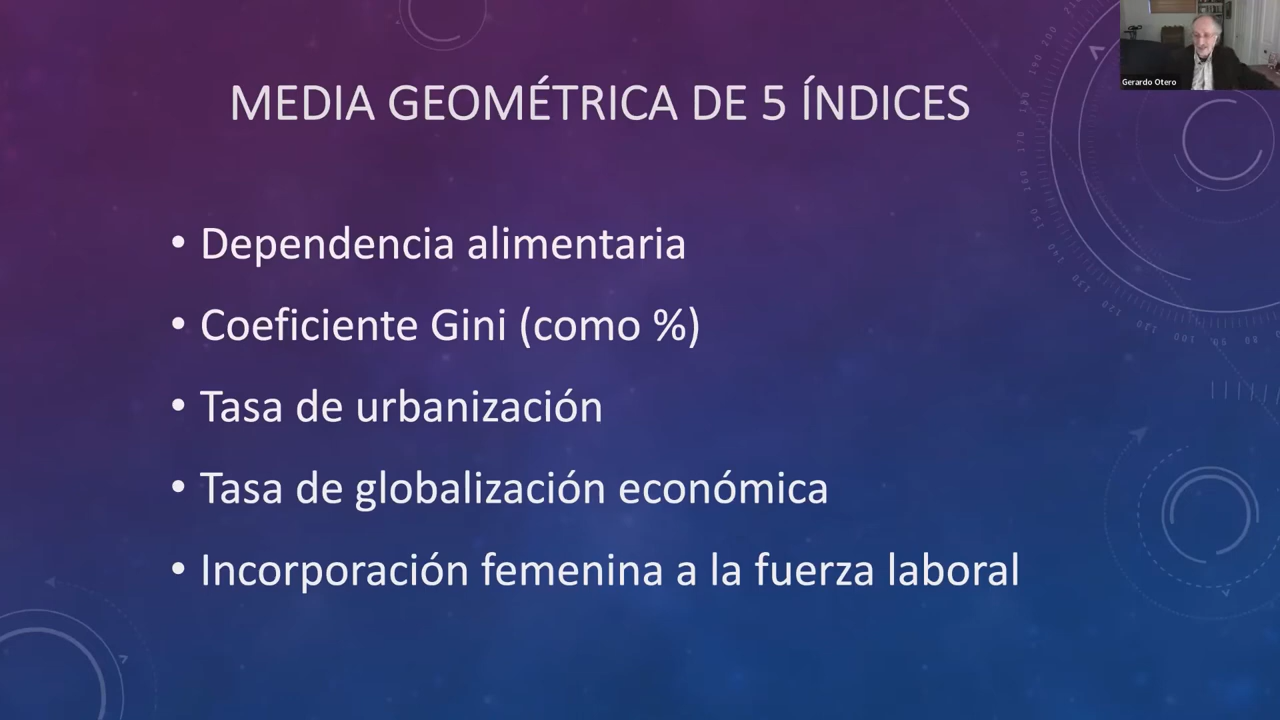 Gerardo Otero
MEDIA GEOMÉTRICA DE 5 ÍNDICES
• Dependencia alimentaria
• Coeficiente Gini (como %)
• Tasa de urbanización
• Tasa de globalización económica
• Incorporación femenina a la fuerza laboral